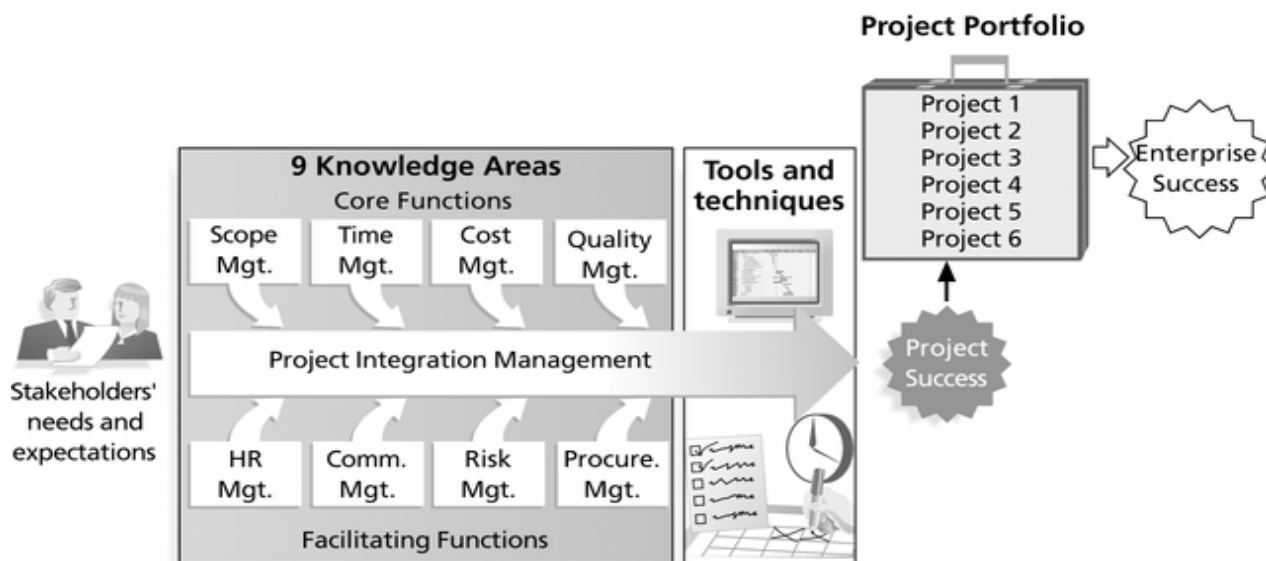 Project Portfolio
Project 1
Project 2
Project 3
Project 4
Project 5
Project 6
Enterprise
Success
9 Knowledge Areas
Core Functions
Scope
Mgt.
Time
Mgt.
Cost
Mgt.
Quality
Mgt.
Tools and
techniques
Stakeholders'
needs and
expectations
Project Integration Management
Project
Success
HR
Mgt.
Comm.
Mgt.
Risk
Mgt.
Procure.
Mgt.
Facilitating Functions